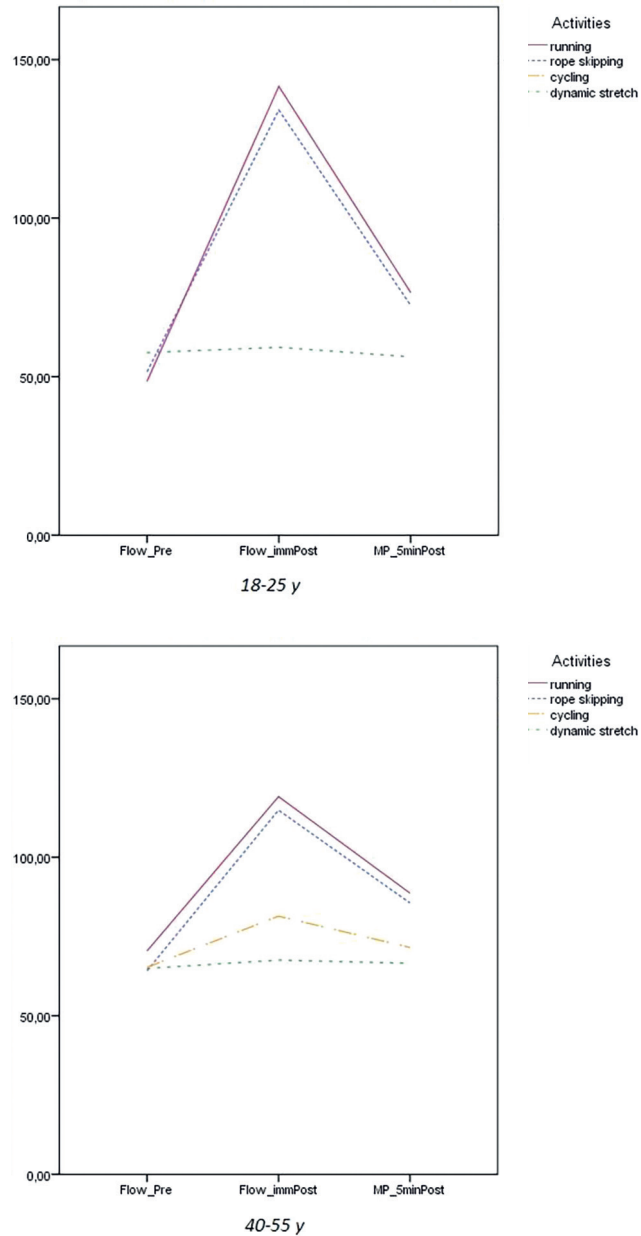 Activities
running
rope skipping
cycling
dynamic stretch
150,00
100,00
50,00
0,00
Flow_Pre Flow_immPost MP_5minPost
18-25 y
Activities
running
rope skipping
cycling
dynamic stretch
150,00
100,00
50,00
0,00
Flow_Pre Flow_immPost MP_5minPost
40-55 y